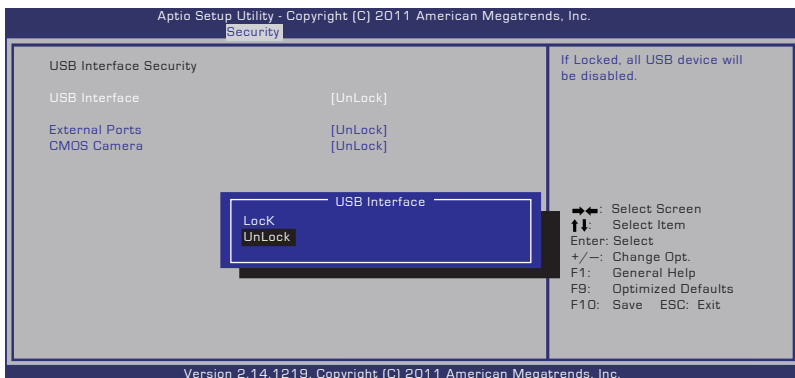 Aptio Setup Utility - Copyright (C) 2011 American Megatrends, Inc.
Security
USB Interface Security
USB Interface [UnLock]
External Ports [UnLock]
CMOS Camera [UnLock]
If Locked, all USB device will
be disabled.
USB Interface
LocK
UnLock
→←: Select Screen
↑↓: Select Item
Enter: Select
+/—: Change Opt.
F1: General Help
F9: Optimized Defaults
F10: Save ESC: Exit
Version 2.14.1219. Copyright (C) 2011 American Megatrends, Inc.